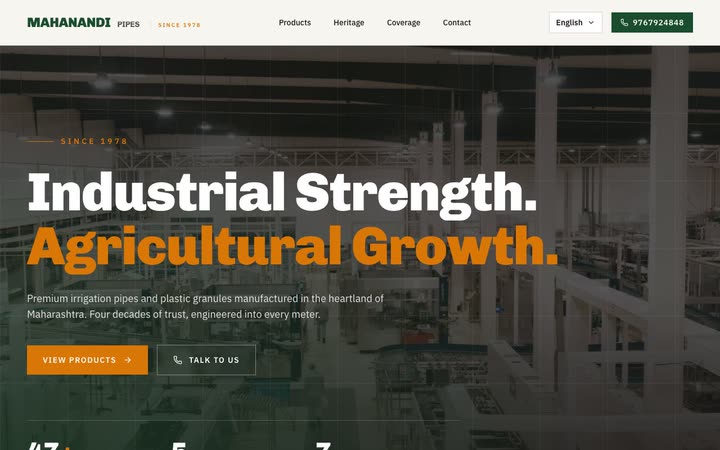 MAHANANDI PIPES SINCE 1978
Products Heritage Coverage Contact
English 9767924848
SINCE 1978
Industrial Strength.
Agricultural Growth.
Premium irrigation pipes and plastic granules manufactured in the heartland of
Maharashtra. Four decades of trust, engineered into every meter.
VIEW PRODUCTS → TALK TO US